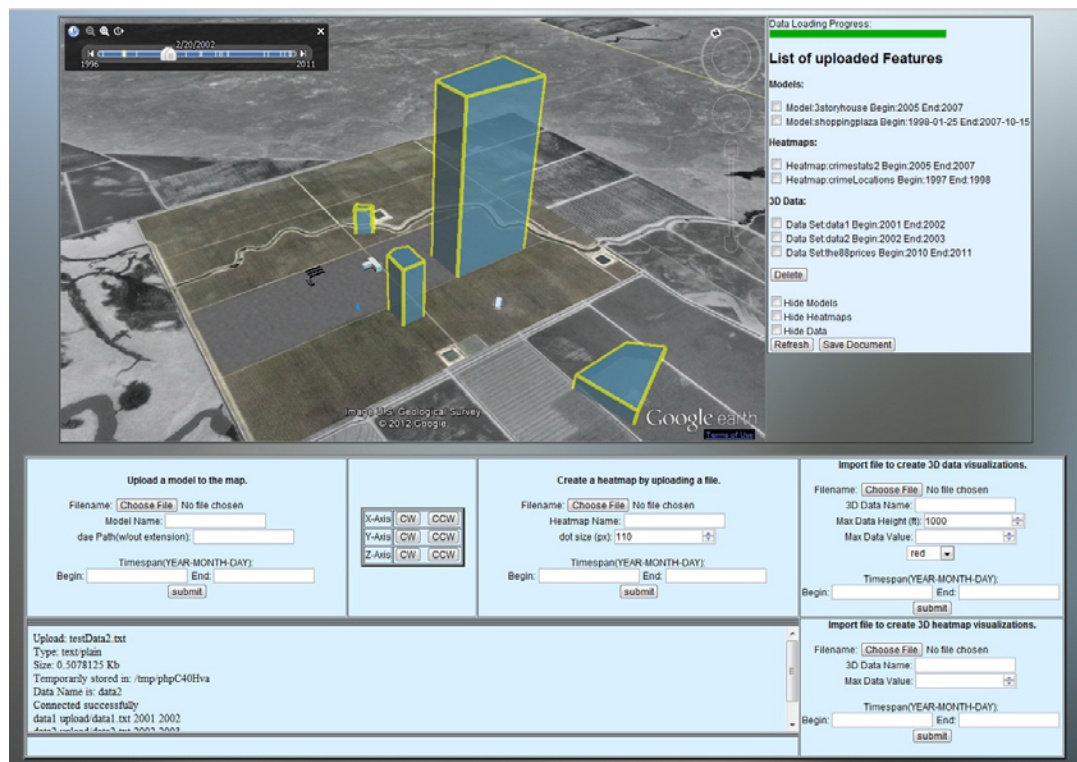 2/20/2002
1996
2011
Image U.S. Geological Survey
© 2012 Google
Google earth
Terms of Use
Data Loading Progress:
List of uploaded Features
Models:
Model:3storyhouse Begin:2005 End:2007
Model:shoppingplaza Begin:1998-01-25 End:2007-10-15
Heatmaps:
Heatmap:crimestats2 Begin:2005 End:2007
Heatmap:crimeLocations Begin:1997 End:1998
3D Data:
Data Set:data1 Begin:2001 End:2002
Data Set:data2 Begin:2002 End:2003
Data Set:the88prices Begin:2010 End:2011
Delete
Hide Models
Hide Heatmaps
Hide Data
Refresh Save Document
Upload a model to the map.
Filename: Choose File No file chosen
Model Name:
dae Path(w/out extension):
Timespan(YEAR-MONTH-DAY):
Begin: End:
submit
X-Axis CW CCW
Y-Axis CW CCW
Z-Axis CW CCW
Create a heatmap by uploading a file.
Filename: Choose File No file chosen
Heatmap Name:
dot size (px): 110
Timespan(YEAR-MONTH-DAY):
Begin: End:
submit
Import file to create 3D data visualizations.
Filename: Choose File No file chosen
3D Data Name:
Max Data Height (ft): 1000
Max Data Value:
red
Timespan(YEAR-MONTH-DAY):
Begin: End:
submit
Upload: testData2.txt
Type: text/plain
Size: 0.5078125 Kb
Temporarily stored in: /tmp/phpC40Hva
Data Name is: data2
Connected successfully
data1 upload/data1.txt 2001 2002
data2 upload/data2.txt 2002 2003
Import file to create 3D heatmap visualizations.
Filename: Choose File No file chosen
3D Data Name:
Max Data Value:
Timespan(YEAR-MONTH-DAY):
Begin: End:
submit